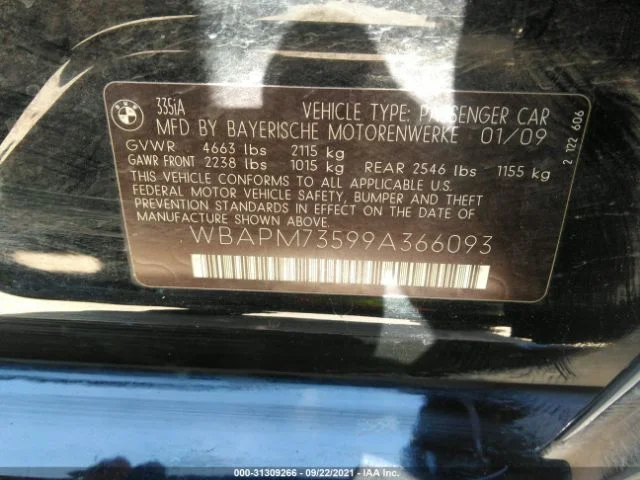 335iA VEHICLE TYPE: PASSENGER CAR
MFD BY BAYERISCHE MOTORENWERKE 01/09
GVWR 4663 lbs 2115 kg
GAWR FRONT 2238 lbs 1015 kg REAR 2546 lbs 1155 kg
THIS VEHICLE CONFORMS TO ALL APPLICABLE U.S.
FEDERAL MOTOR VEHICLE SAFETY, BUMPER AND THEFT
PREVENTION STANDARDS IN EFFECT ON THE DATE OF
MANUFACTURE SHOWN ABOVE.
WBAPM73599A366093
2 122 606
000-31309266 - 09/22/2021 - IAA Inc.